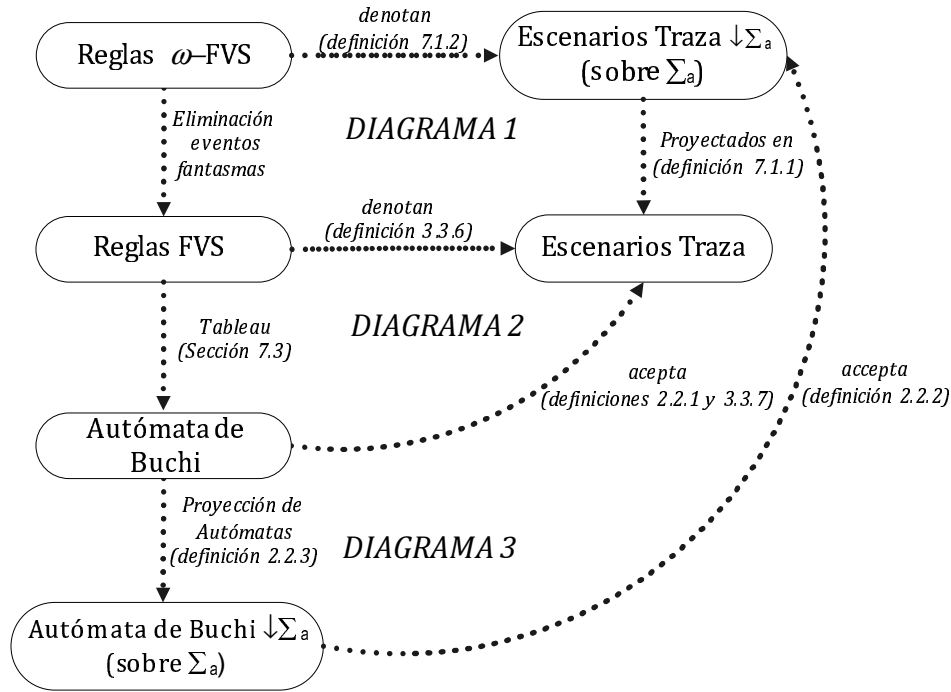 Reglas ω–FVS
denotan
(definición 7.1.2)
Escenarios Traza ↓∑a
(sobre ∑a)
Eliminación
eventos
fantasmas
DIAGRAMA 1
Proyectados en
(definición 7.1.1)
Reglas FVS
denotan
(definición 3.3.6)
Escenarios Traza
Tableau
(Sección 7.3)
DIAGRAMA 2
acepta
(definiciones 2.2.1 y 3.3.7)
accepta
(definición 2.2.2)
Autómata de
Buchi
Proyección de
Autómatas
(definición 2.2.3)
DIAGRAMA 3
Autómata de Buchi ↓∑a
(sobre ∑a)